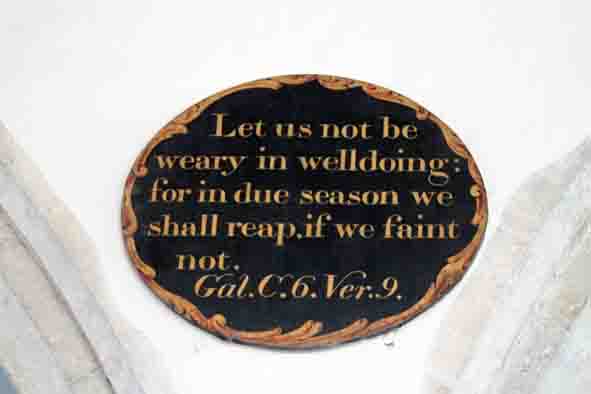 Let us not be
weary in welldoing:
for in due season we
shall reap, if we faint
not.
Gal. C. 6. Ver. 9.